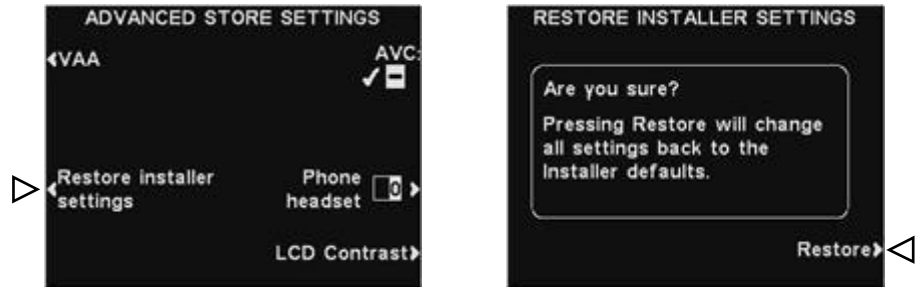 ADVANCED STORE SETTINGS
VAA
AVC:
Restore installer
settings
Phone
headset
0
LCD Contrast
RESTORE INSTALLER SETTINGS
Are you sure?
Pressing Restore will change
all settings back to the
Installer defaults.
Restore